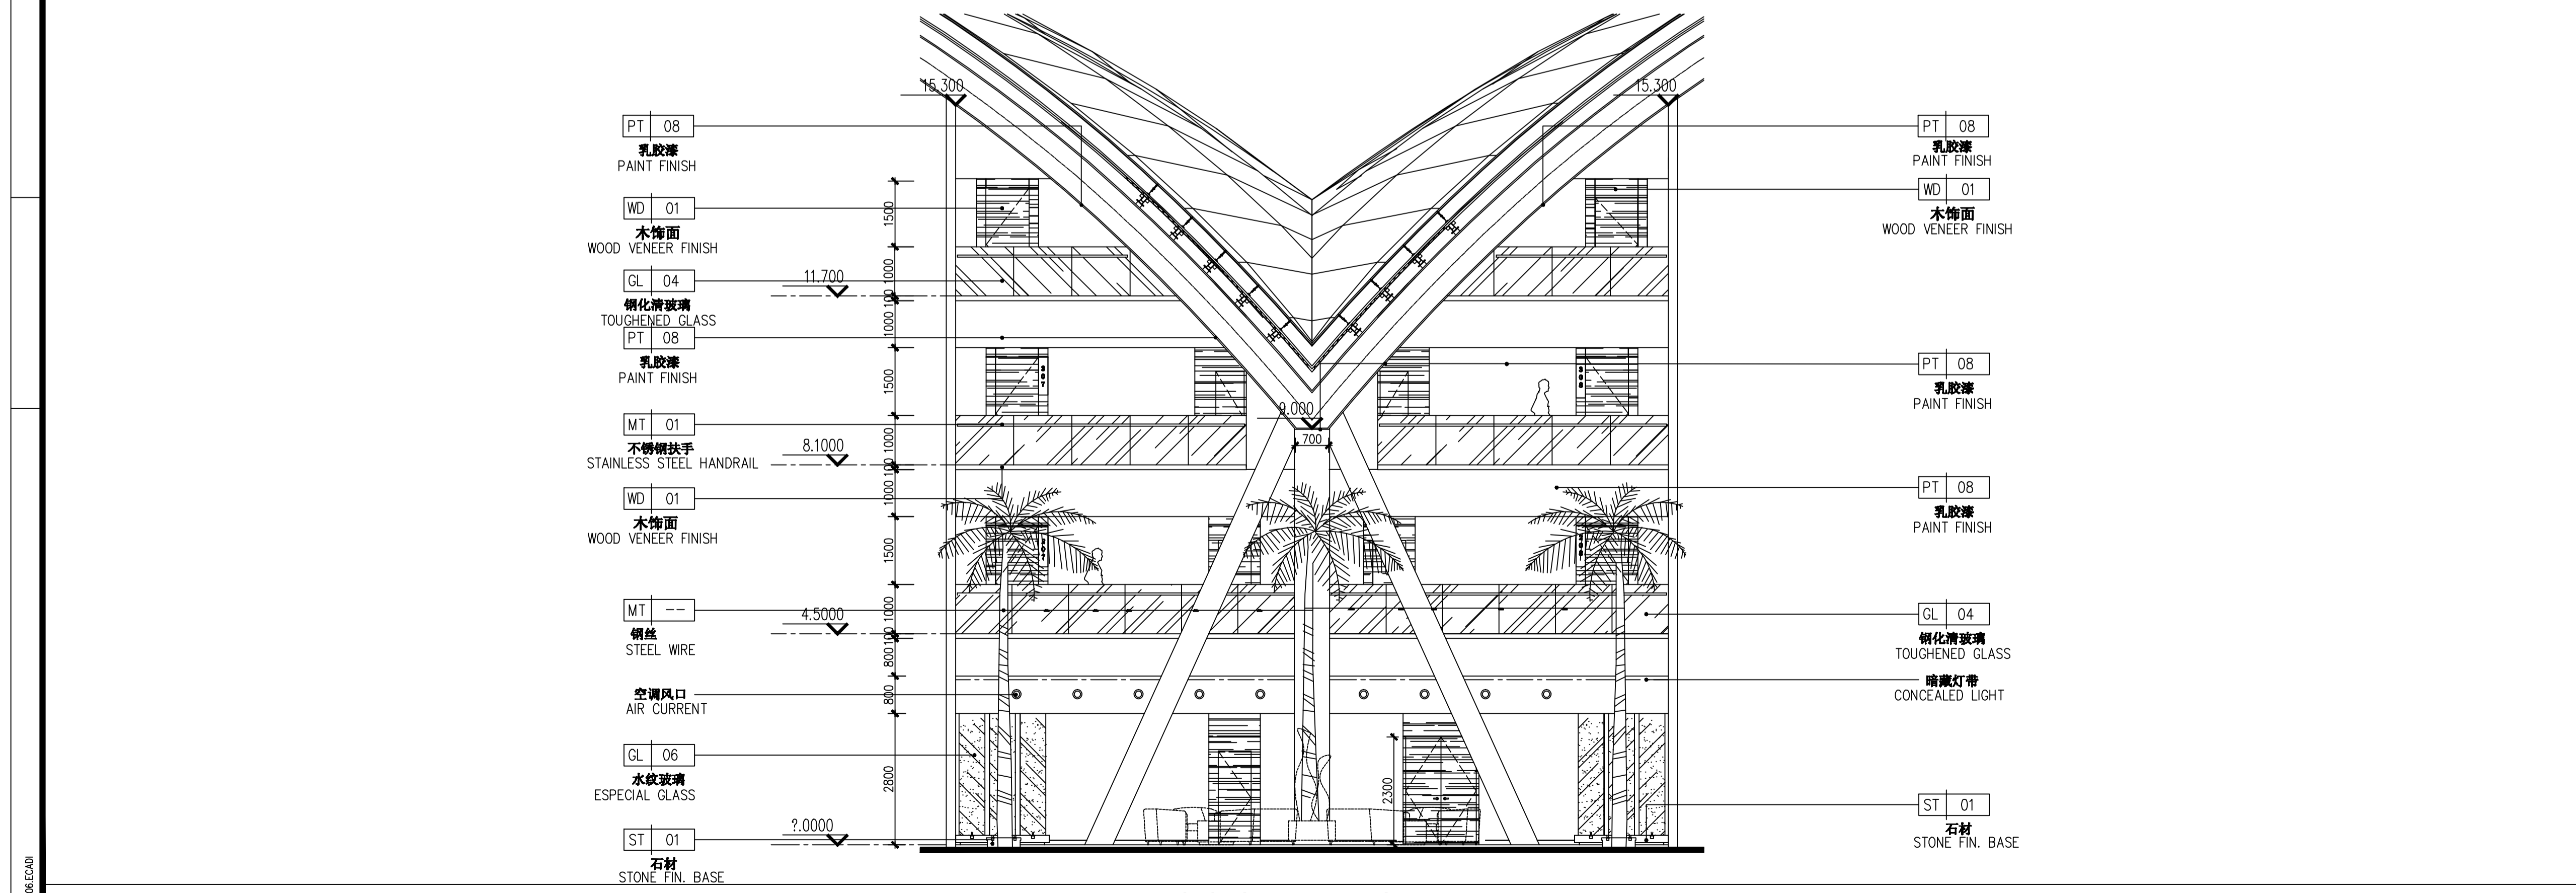 15.300
15.300
PT 08
乳胶漆
PAINT FINISH
WD 01
木饰面
WOOD VENEER FINISH
GL 04
钢化清玻璃
TOUGHENED GLASS
PT 08
乳胶漆
PAINT FINISH
MT 01
不锈钢扶手
STAINLESS STEEL HANDRAIL
WD 01
木饰面
WOOD VENEER FINISH
MT --
钢丝
STEEL WIRE
空调风口
AIR CURRENT
GL 06
水纹玻璃
ESPECIAL GLASS
ST 01
石材
STONE FIN. BASE
11.700
8.1000
4.5000
?.0000
1500
1000
100
1000
1500
1000
100
1000
1500
1000
100
800
800
2800
9.000
700
2300
307
308
207
208
PT 08
乳胶漆
PAINT FINISH
WD 01
木饰面
WOOD VENEER FINISH
PT 08
乳胶漆
PAINT FINISH
PT 08
乳胶漆
PAINT FINISH
GL 04
钢化清玻璃
TOUGHENED GLASS
暗藏灯带
CONCEALED LIGHT
ST 01
石材
STONE FIN. BASE
06.ECADI